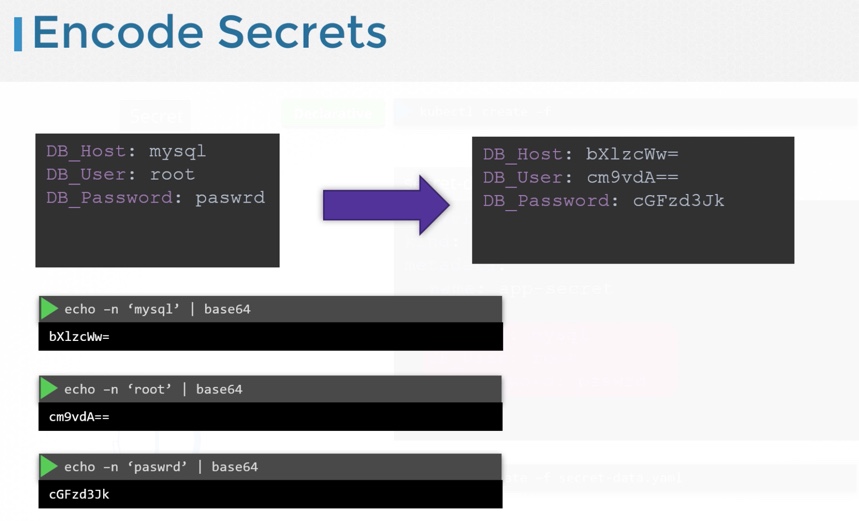 Encode Secrets
DB_Host: mysql
DB_User: root
DB_Password: paswrd
DB_Host: bXlzcWw=
DB_User: cm9vdA==
DB_Password: cGFzd3Jk
echo –n ‘mysql’ | base64
bXlzcWw=
echo –n ‘root’ | base64
cm9vdA==
echo –n ‘paswrd’ | base64
cGFzd3Jk